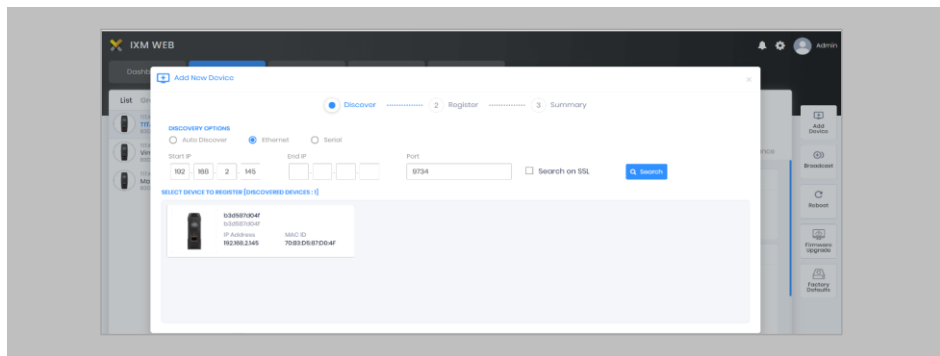 IXM WEB
Admin
Add New Device
List
Discover
2 Register
3 Summary
DISCOVERY OPTIONS
Auto Discover
Ethernet
Serial
Start IP
End IP
Port
192 . 168 . 2 . 145
9734
Search on SSL
Search
SELECT DEVICE TO REGISTER [DISCOVERED DEVICES : 1]
b3d587d04f
b3d587d04f
IP Address
MAC ID
192.168.2.145
70:B3:D5:87:D0:4F
Add
Device
Broadcast
Reboot
Firmware
Upgrade
Factory
Defaults